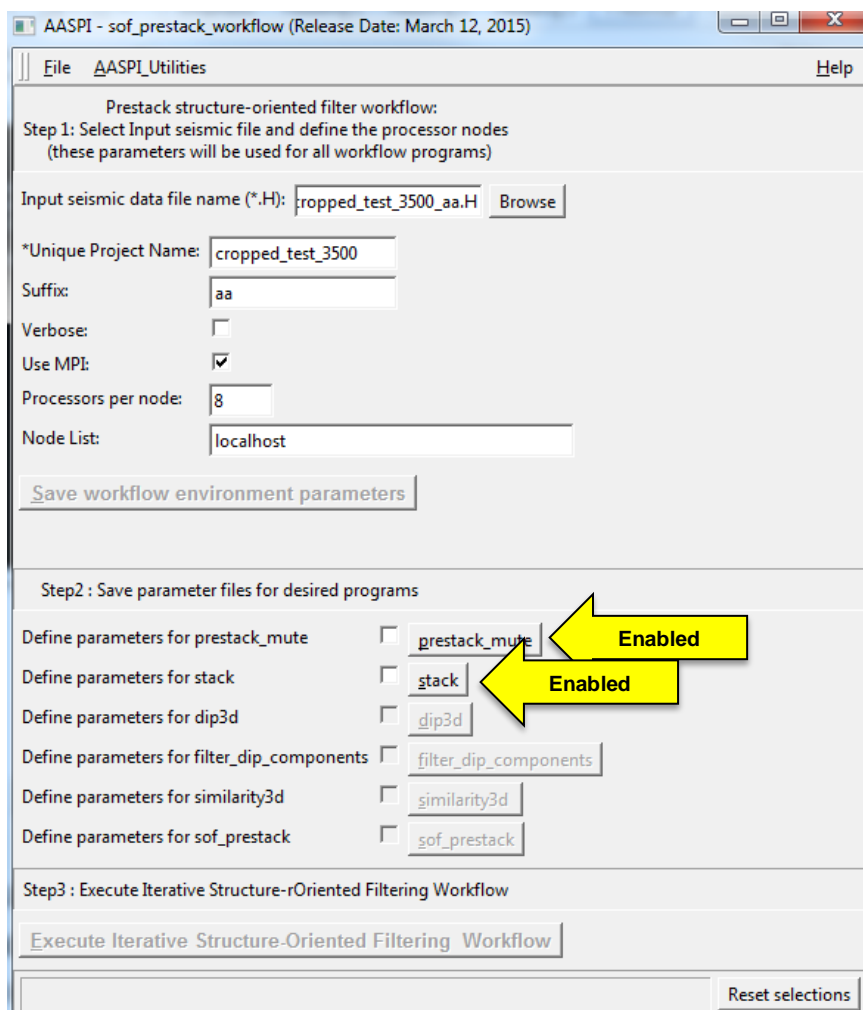 AASPI - sof_prestack_workflow (Release Date: March 12, 2015)
File AASPI_Utilities Help
Prestack structure-oriented filter workflow:
Step 1: Select Input seismic file and define the processor nodes
(these parameters will be used for all workflow programs)
Input seismic data file name (*.H): cropped_test_3500_aa.H Browse
*Unique Project Name: cropped_test_3500
Suffix: aa
Verbose:
Use MPI:
Processors per node: 8
Node List: localhost
Save workflow environment parameters
Step2 : Save parameter files for desired programs
Define parameters for prestack_mute prestack_mute Enabled
Define parameters for stack stack Enabled
Define parameters for dip3d dip3d
Define parameters for filter_dip_components filter_dip_components
Define parameters for similarity3d similarity3d
Define parameters for sof_prestack sof_prestack
Step3 : Execute Iterative Structure-rOriented Filtering Workflow
Execute Iterative Structure-Oriented Filtering Workflow
Reset selections